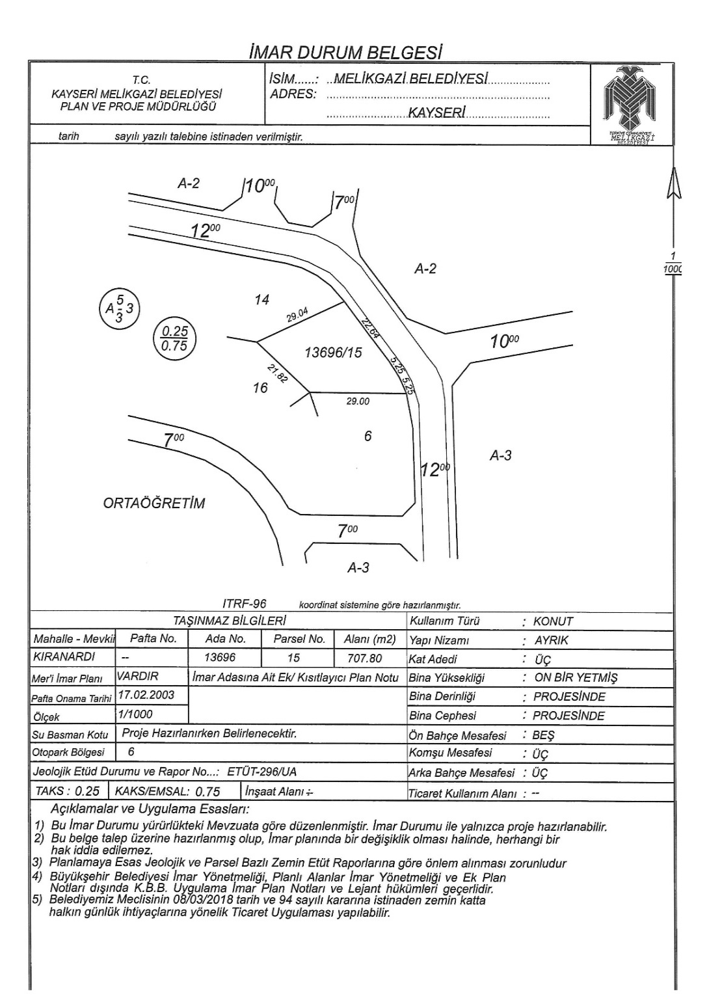 İMAR DURUM BELGESİ
T.C.
KAYSERİ MELİKGAZİ BELEDİYESİ
PLAN VE PROJE MÜDÜRLÜĞÜ
İSİM......: ..MELİKGAZİ BELEDİYESİ..................
ADRES: ..........................................................
.....................KAYSERİ......................
TÜRKİYE CUMHURİYETİ
MELİKGAZİ
BELEDİYESİ
tarih sayılı yazılı talebine istinaden verilmiştir.
A-2
1000
700
1200
A-2
1
1000
14
29.04
A 5 - 3 3
0.25
0.75
22.64
13696/15
1000
5.25
5.25
21.82
16
29.00
6
700
A-3
1200
ORTAÖĞRETİM
700
A-3
ITRF-96 koordinat sistemine göre hazırlanmıştır.
TAŞINMAZ BİLGİLERİ
Kullanım Türü : KONUT
Mahalle - Mevkii Pafta No. Ada No. Parsel No. Alanı (m2)
Yapı Nizamı : AYRIK
KIRANARDI -- 13696 15 707.80
Kat Adedi : ÜÇ
Mer'i İmar Planı VARDIR İmar Adasına Ait Ek/ Kısıtlayıcı Plan Notu
Bina Yüksekliği : ON BİR YETMİŞ
Pafta Onama Tarihi 17.02.2003
Bina Derinliği : PROJESİNDE
Ölçek 1/1000
Bina Cephesi : PROJESİNDE
Su Basman Kotu Proje Hazırlanırken Belirlenecektir.
Ön Bahçe Mesafesi : BEŞ
Otopark Bölgesi 6
Komşu Mesafesi : ÜÇ
Jeolojik Etüd Durumu ve Rapor No...: ETÜT-296/UA
Arka Bahçe Mesafesi : ÜÇ
TAKS : 0.25 KAKS/EMSAL: 0.75 İnşaat Alanı ÷
Ticaret Kullanım Alanı : --
Açıklamalar ve Uygulama Esasları:
1) Bu İmar Durumu yürürlükteki Mevzuata göre düzenlenmiştir. İmar Durumu ile yalnızca proje hazırlanabilir.
2) Bu belge talep üzerine hazırlanmış olup, İmar planında bir değişiklik olması halinde, herhangi bir
hak iddia edilemez.
3) Planlamaya Esas Jeolojik ve Parsel Bazlı Zemin Etüt Raporlarına göre önlem alınması zorunludur
4) Büyükşehir Belediyesi İmar Yönetmeliği, Planlı Alanlar İmar Yönetmeliği ve Ek Plan
Notları dışında K.B.B. Uygulama İmar Plan Notları ve Lejant hükümleri geçerlidir.
5) Belediyemiz Meclisinin 08/03/2018 tarih ve 94 sayılı kararına istinaden zemin katta
halkın günlük ihtiyaçlarına yönelik Ticaret Uygulaması yapılabilir.